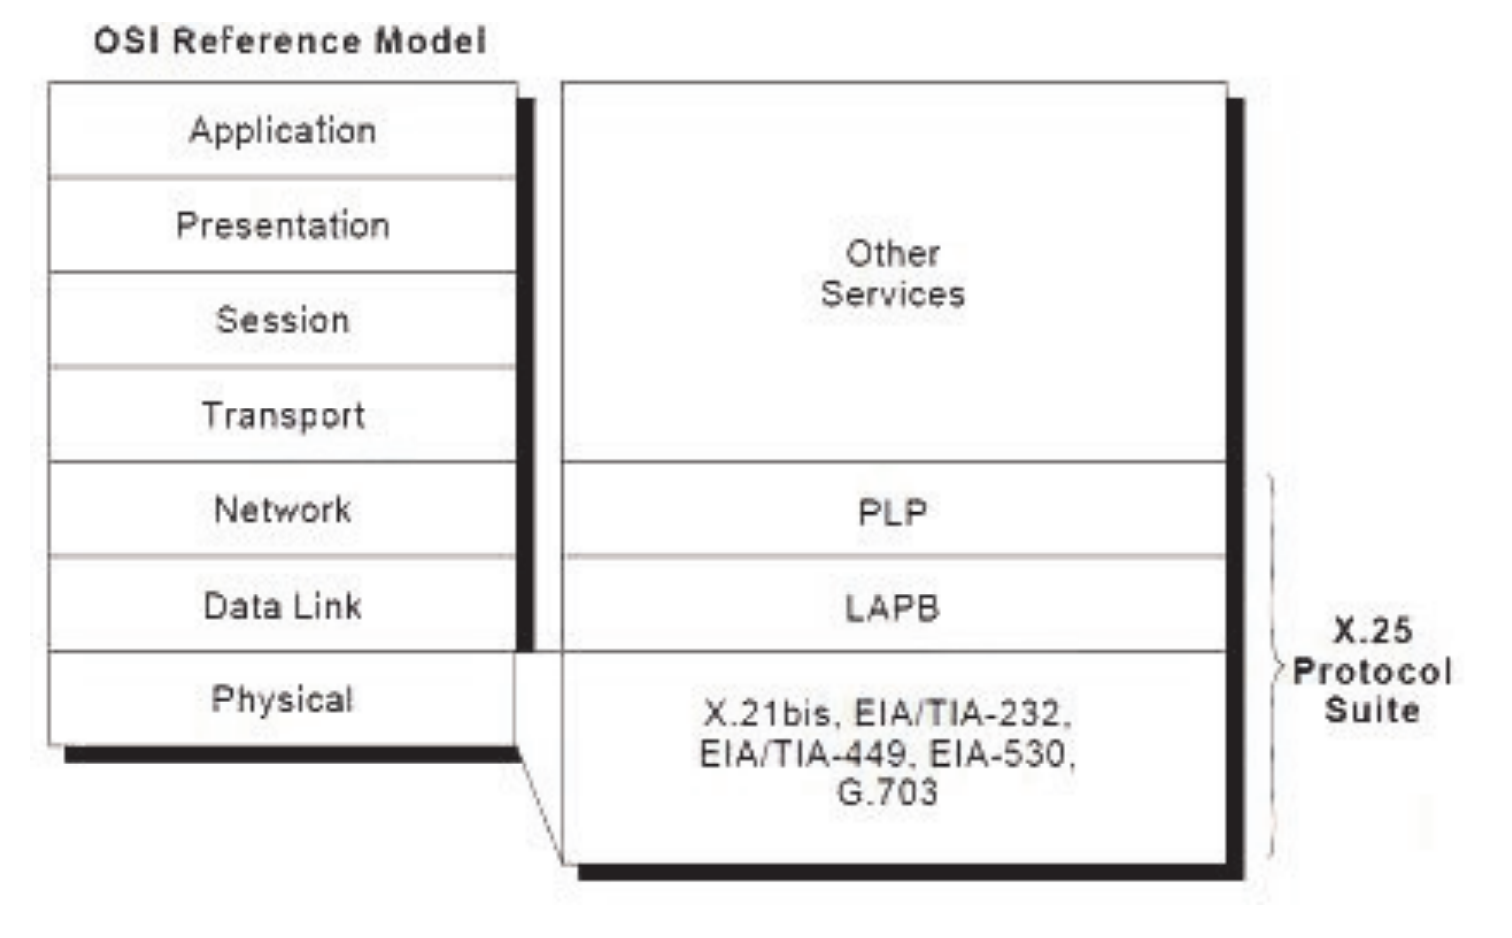 OSI Reference Model
Application
Presentation
Session
Transport
Network
Data Link
Physical
Other
Services
PLP
LAPB
X.21bis, EIA/TIA-232,
EIA/TIA-449, EIA-530,
G.703
X.25
Protocol
Suite